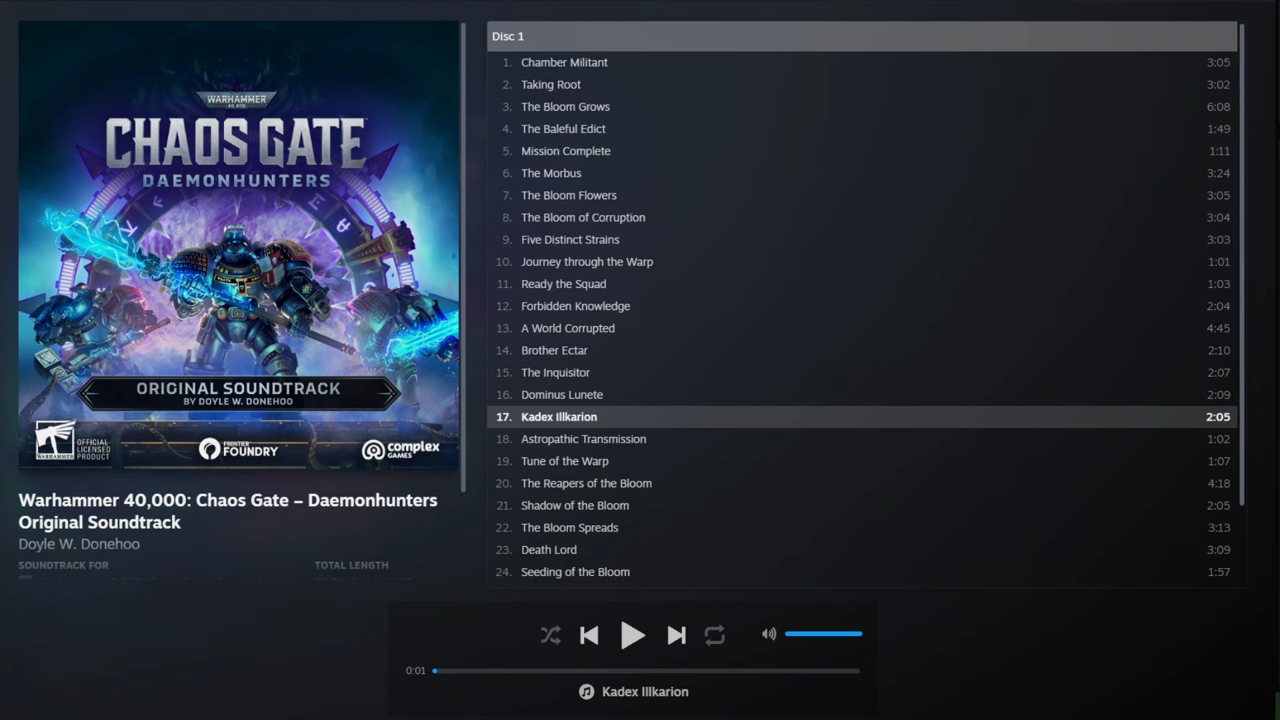 WARHAMMER
40,000
CHAOS GATE
DAEMONHUNTERS
ORIGINAL SOUNDTRACK
BY DOYLE W. DONEHOO
WARHAMMER
OFFICIAL
LICENSED
PRODUCT
FRONTIER
FOUNDRY
complex
GAMES
Warhammer 40,000: Chaos Gate – Daemonhunters
Original Soundtrack
Doyle W. Donehoo
SOUNDTRACK FOR
TOTAL LENGTH
Disc 1
1. Chamber Militant 3:05
2. Taking Root 3:02
3. The Bloom Grows 6:08
4. The Baleful Edict 1:49
5. Mission Complete 1:11
6. The Morbus 3:24
7. The Bloom Flowers 3:05
8. The Bloom of Corruption 3:04
9. Five Distinct Strains 3:03
10. Journey through the Warp 1:01
11. Ready the Squad 1:03
12. Forbidden Knowledge 2:04
13. A World Corrupted 4:45
14. Brother Ectar 2:10
15. The Inquisitor 2:07
16. Dominus Lunete 2:09
17. Kadex Illkarion 2:05
18. Astropathic Transmission 1:02
19. Tune of the Warp 1:07
20. The Reapers of the Bloom 4:18
21. Shadow of the Bloom 2:05
22. The Bloom Spreads 3:13
23. Death Lord 3:09
24. Seeding of the Bloom 1:57
0:01
Kadex Illkarion